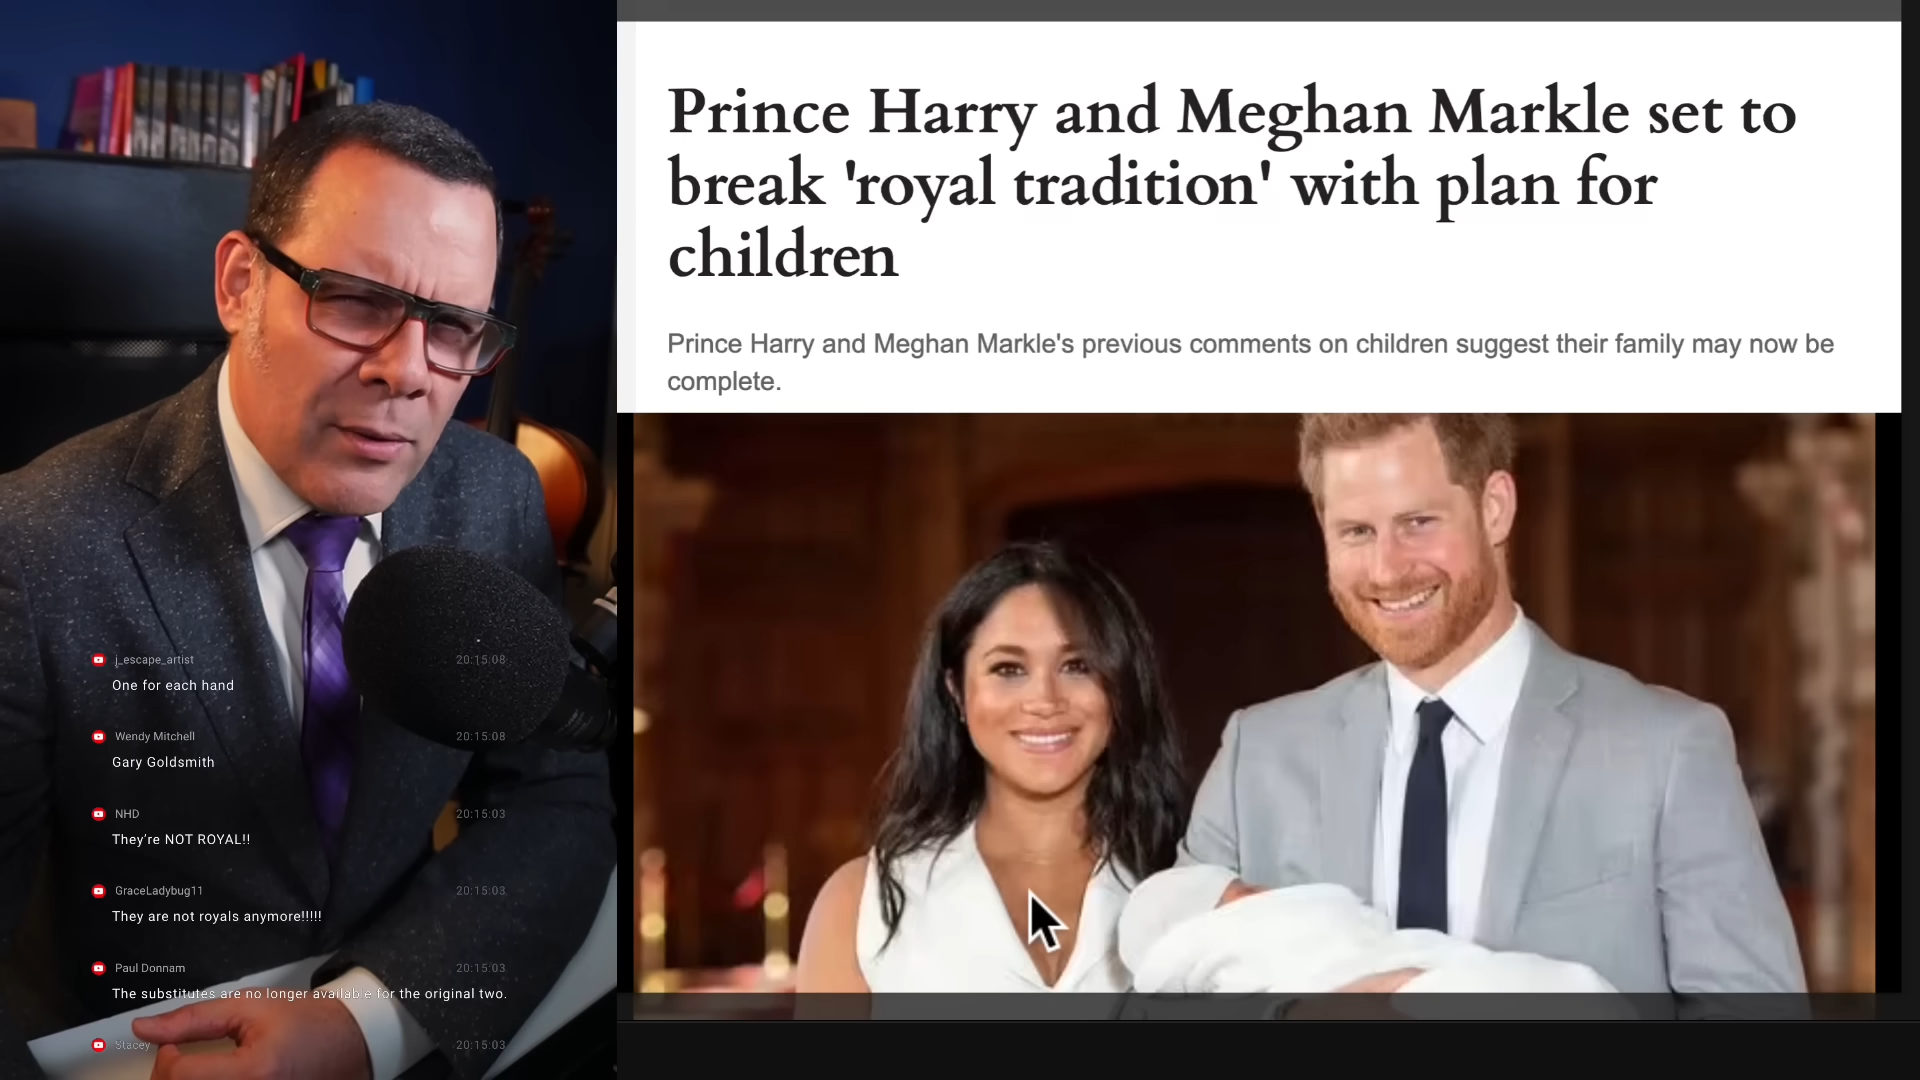 Prince Harry and Meghan Markle set to
break 'royal tradition' with plan for
children
Prince Harry and Meghan Markle's previous comments on children suggest their family may now be
complete.
j_escape_artist 20:15:08
One for each hand
Wendy Mitchell 20:15:08
Gary Goldsmith
NHD 20:15:03
They're NOT ROYAL!!
GraceLadybug11 20:15:03
They are not royals anymore!!!!!
Paul Donnam 20:15:03
The substitutes are no longer available for the original two.
Stacey 20:15:03